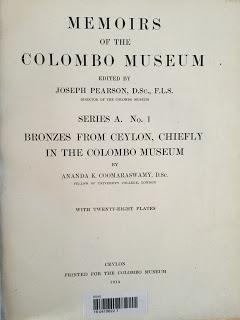 MEMOIRS
OF THE
COLOMBO MUSEUM
EDITED BY
JOSEPH PEARSON, D.Sc., F.L.S.
DIRECTOR OF THE COLOMBO MUSEUM
SERIES A. No. 1
BRONZES FROM CEYLON, CHIEFLY
IN THE COLOMBO MUSEUM
BY
ANANDA K. COOMARASWAMY, D.Sc.
FELLOW OF UNIVERSITY COLLEGE, LONDON
WITH TWENTY-EIGHT PLATES
CEYLON
PRINTED FOR THE COLOMBO MUSEUM
1914